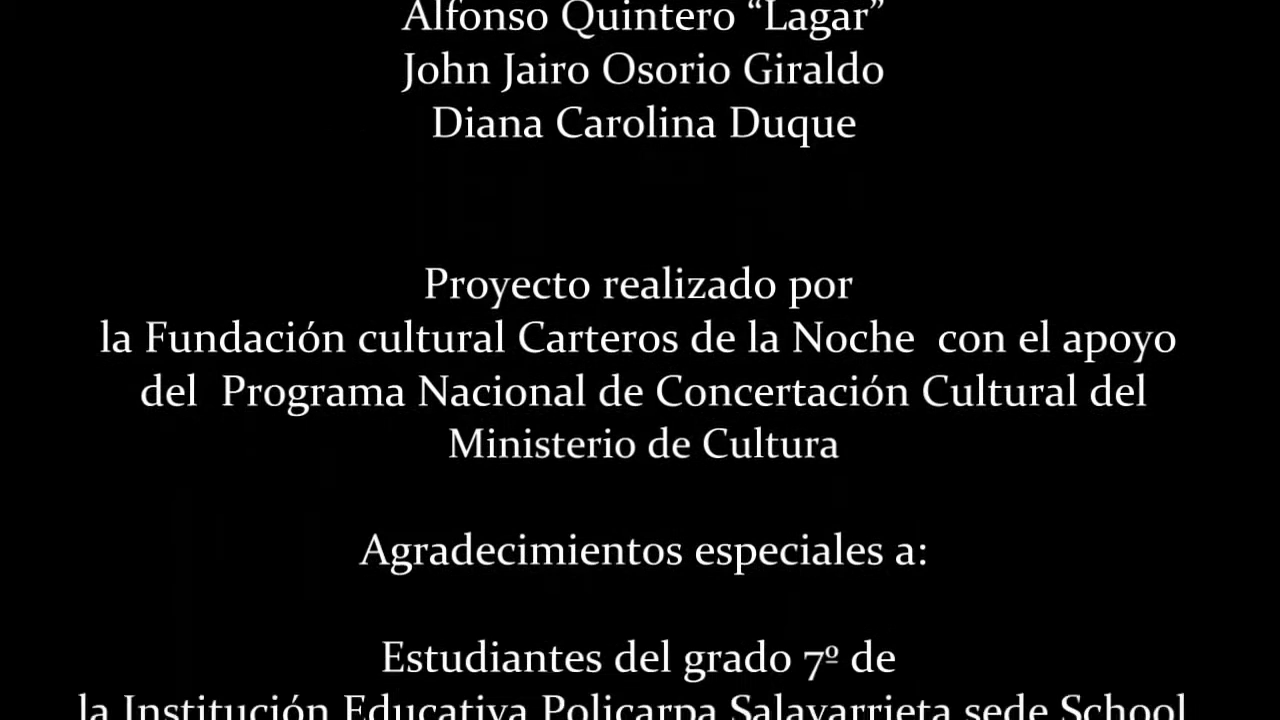 Alfonso Quintero “Lagar”
John Jairo Osorio Giraldo
Diana Carolina Duque
Proyecto realizado por
la Fundación cultural Carteros de la Noche  con el apoyo
del  Programa Nacional de Concertación Cultural del
Ministerio de Cultura
Agradecimientos especiales a:
Estudiantes del grado 7º de
la Institución Educativa Policarpa Salavarrieta sede School